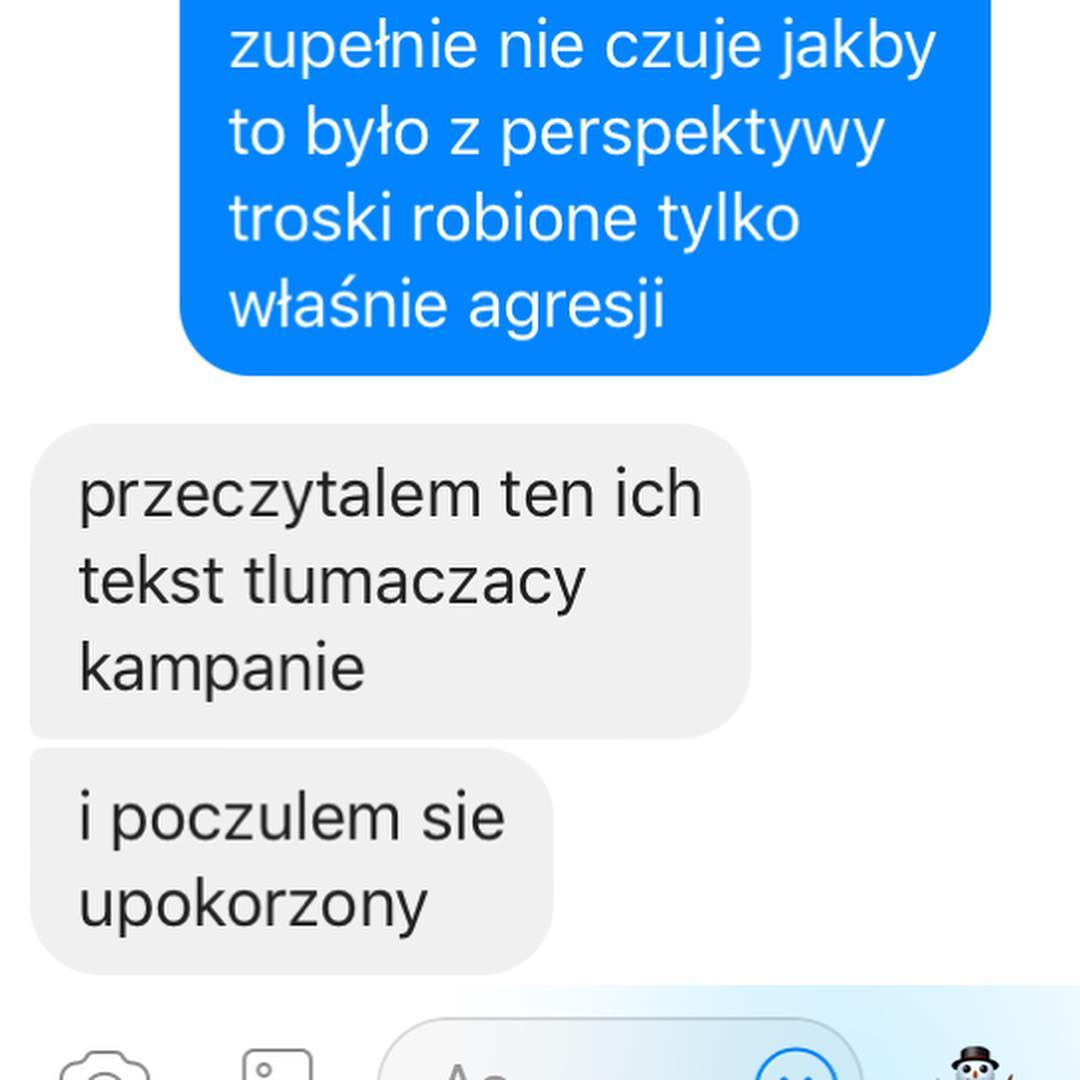 zupełnie nie czuje jakby
to było z perspektywy
troski robione tylko
właśnie agresji
przeczytalem ten ich
tekst tlumaczacy
kampanie
i poczulem sie
upokorzony
Aa